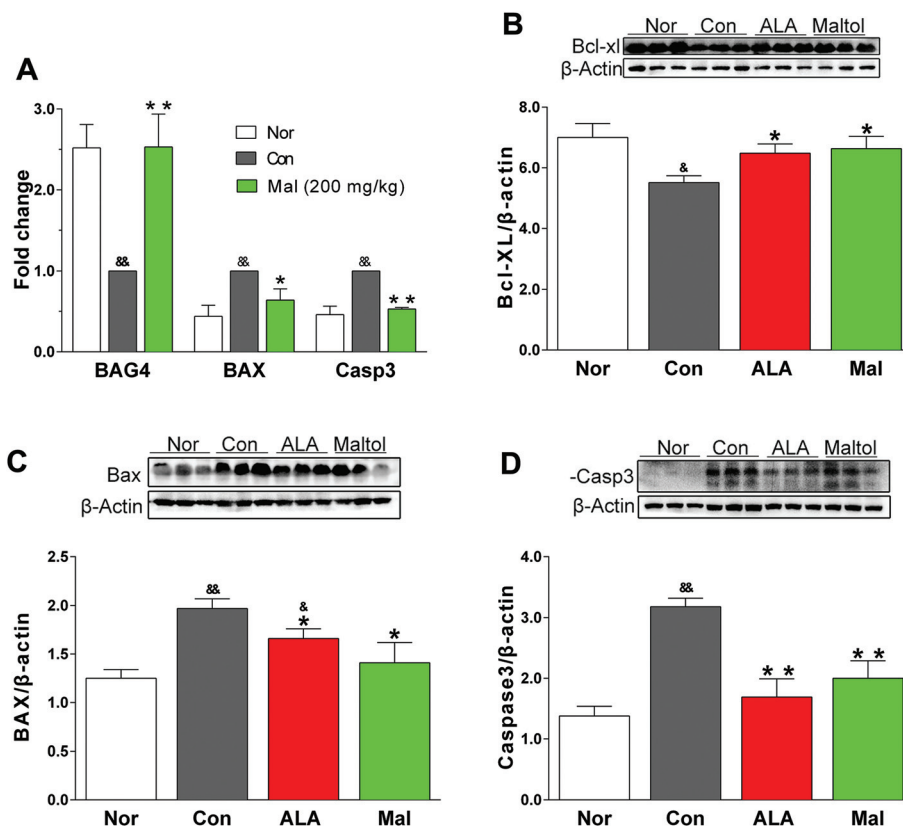 A
Fold change
3.0
2.0
1.0
0.0
Nor
Con
Mal (200 mg/kg)
&&
**
&&
*
&&
**
BAG4 BAX Casp3
B
Nor Con ALA Maltol
Bcl-xl
β-Actin
Bcl-XL/β-actin
8.0
6.0
4.0
2.0
0.0
&
*
*
Nor Con ALA Mal
C
Nor Con ALA Maltol
Bax
β-Actin
BAX/β-actin
2.5
2.0
1.5
1.0
0.5
0.0
&&
&
*
*
Nor Con ALA Mal
D
Nor Con ALA Maltol
-Casp3
β-Actin
Caspase3/β-actin
4.0
3.0
2.0
1.0
0.0
&&
**
**
Nor Con ALA Mal